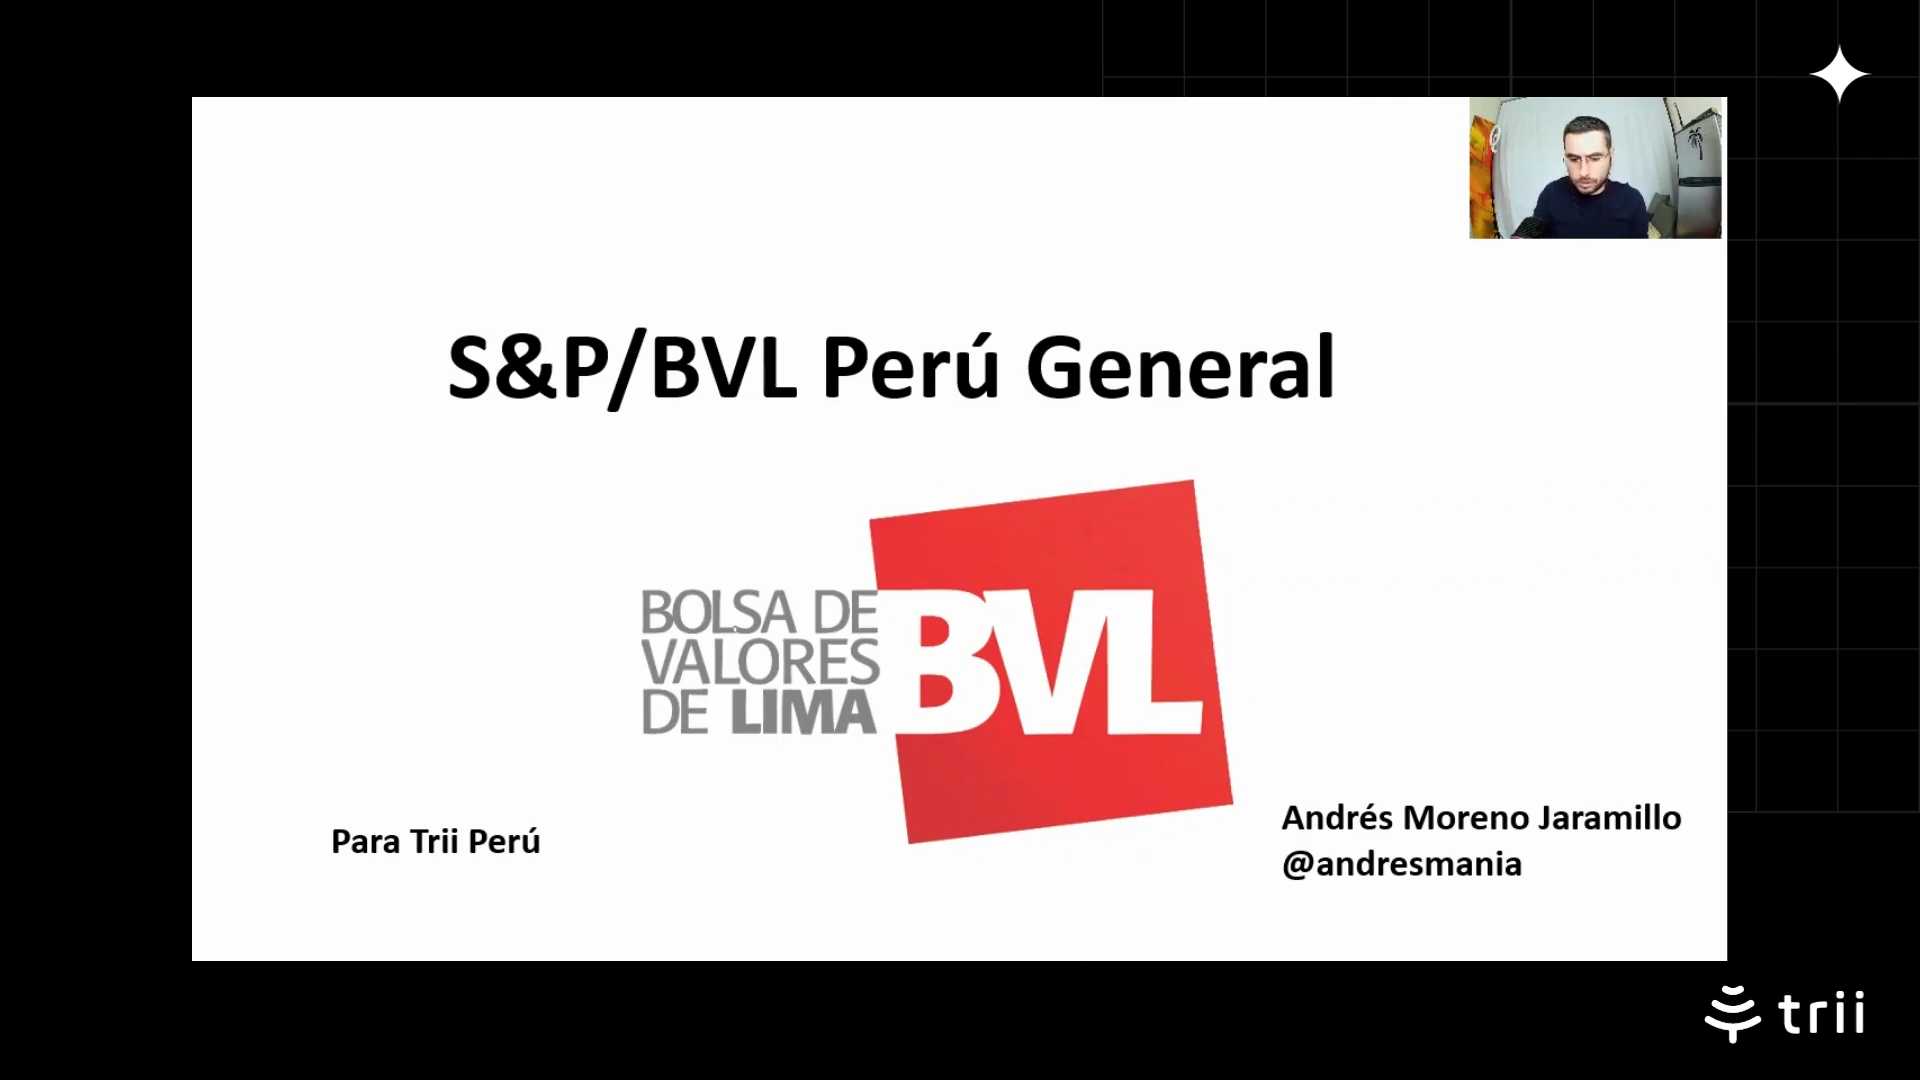 S&P/BVL Perú General
BOLSA DE
VALORES
DE LIMA
BVL
Para Trii Perú
Andrés Moreno Jaramillo
@andresmania
trii